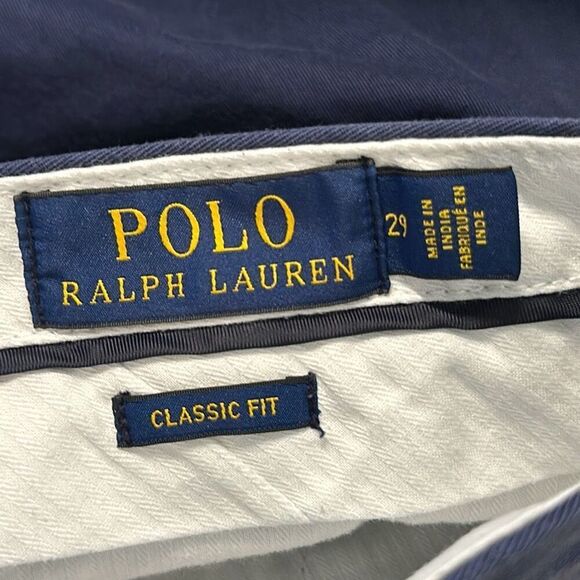 POLO
RALPH LAUREN
29
MADE IN
INDIA
FABRIQUÉ EN
INDE
CLASSIC FIT